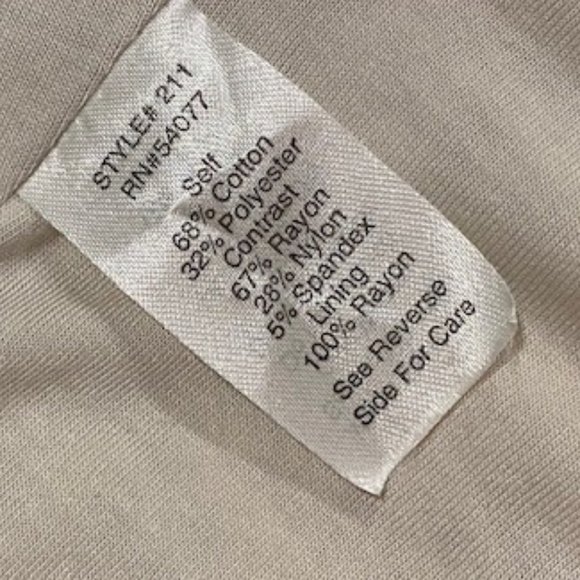 STYLE# 211
RN#54077
Self
68% Cotton
32% Polyester
Contrast
67% Rayon
28% Nylon
5% Spandex
Lining
100% Rayon
See Reverse
Side For Care